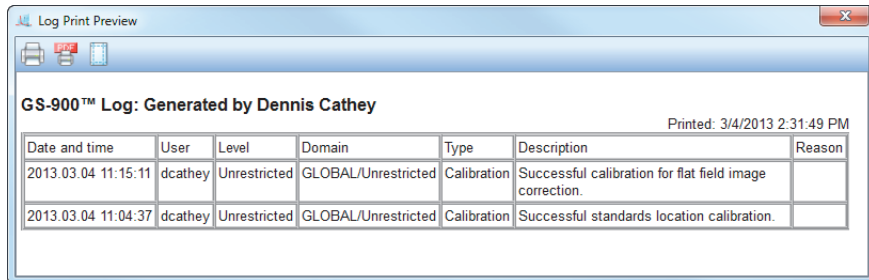 Log Print Preview
x
PDF
GS-900™ Log: Generated by Dennis Cathey
Printed: 3/4/2013 2:31:49 PM
Date and time User Level Domain Type Description Reason
2013.03.04 11:15:11 dcathey Unrestricted GLOBAL/Unrestricted Calibration Successful calibration for flat field image
correction.
2013.03.04 11:04:37 dcathey Unrestricted GLOBAL/Unrestricted Calibration Successful standards location calibration.